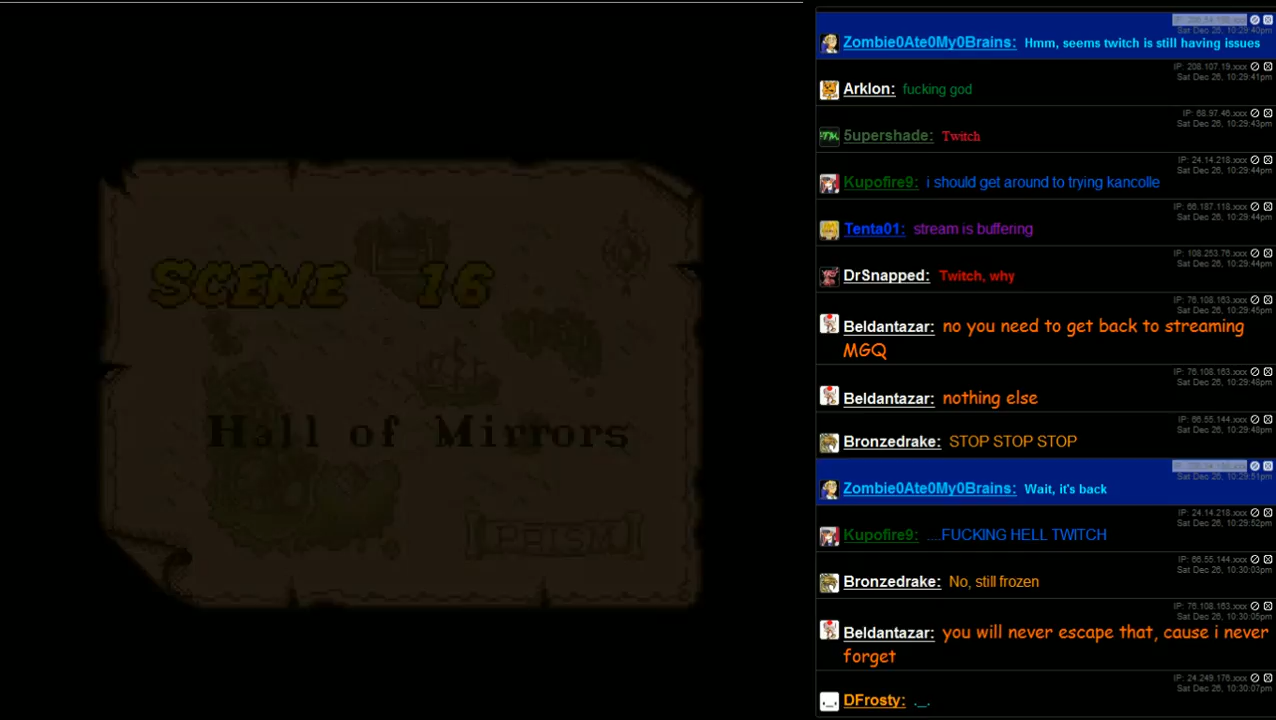 SCENE 16
Hall of Mirrors
PRISM
Sat Dec 26, 10:29:40pm
Zombie0Ate0My0Brains: Hmm, seems twitch is still having issues
IP: 208.107.19.xxx
Sat Dec 26, 10:29:41pm
Arklon: fucking god
IP: 68.97.46.xxx
Sat Dec 26, 10:29:43pm
5upershade: Twitch
IP: 24.14.218.xxx
Sat Dec 26, 10:29:44pm
Kupofire9: i should get around to trying kancolle
IP: 66.187.118.xxx
Sat Dec 26, 10:29:44pm
Tenta01: stream is buffering
IP: 108.253.76.xxx
Sat Dec 26, 10:29:44pm
DrSnapped: Twitch, why
IP: 76.108.163.xxx
Sat Dec 26, 10:29:45pm
Beldantazar: no you need to get back to streaming
MGQ
IP: 76.108.163.xxx
Sat Dec 26, 10:29:48pm
Beldantazar: nothing else
IP: 66.55.144.xxx
Sat Dec 26, 10:29:48pm
Bronzedrake: STOP STOP STOP
Sat Dec 26, 10:29:51pm
Zombie0Ate0My0Brains: Wait, it's back
IP: 24.14.218.xxx
Sat Dec 26, 10:29:52pm
Kupofire9: ....FUCKING HELL TWITCH
IP: 66.55.144.xxx
Sat Dec 26, 10:30:03pm
Bronzedrake: No, still frozen
IP: 76.108.163.xxx
Sat Dec 26, 10:30:05pm
Beldantazar: you will never escape that, cause i never
forget
IP: 24.249.176.xxx
Sat Dec 26, 10:30:07pm
DFrosty: ._.